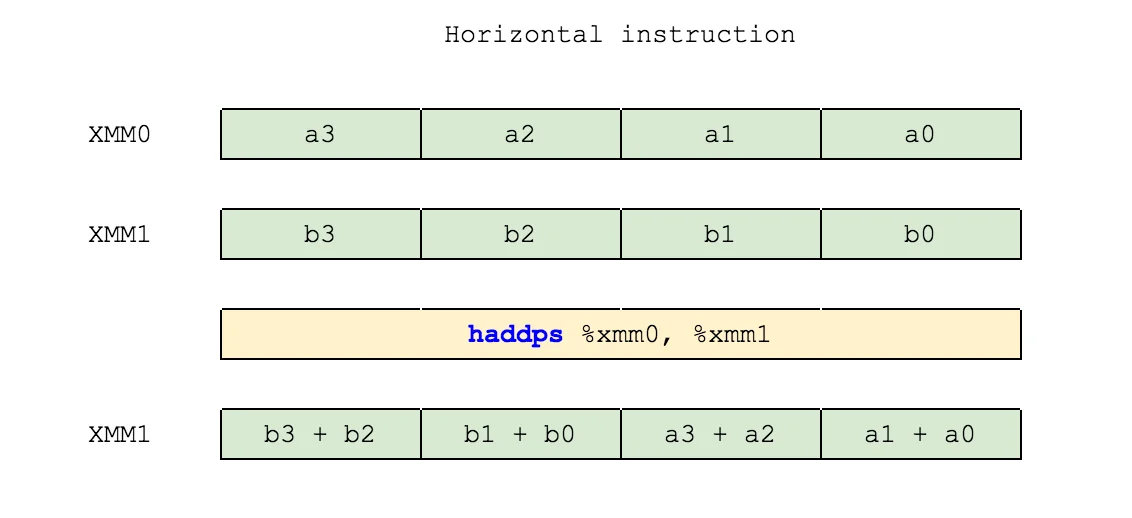 Horizontal instruction
XMM0 a3 a2 a1 a0
XMM1 b3 b2 b1 b0
haddps %xmm0, %xmm1
XMM1 b3 + b2 b1 + b0 a3 + a2 a1 + a0